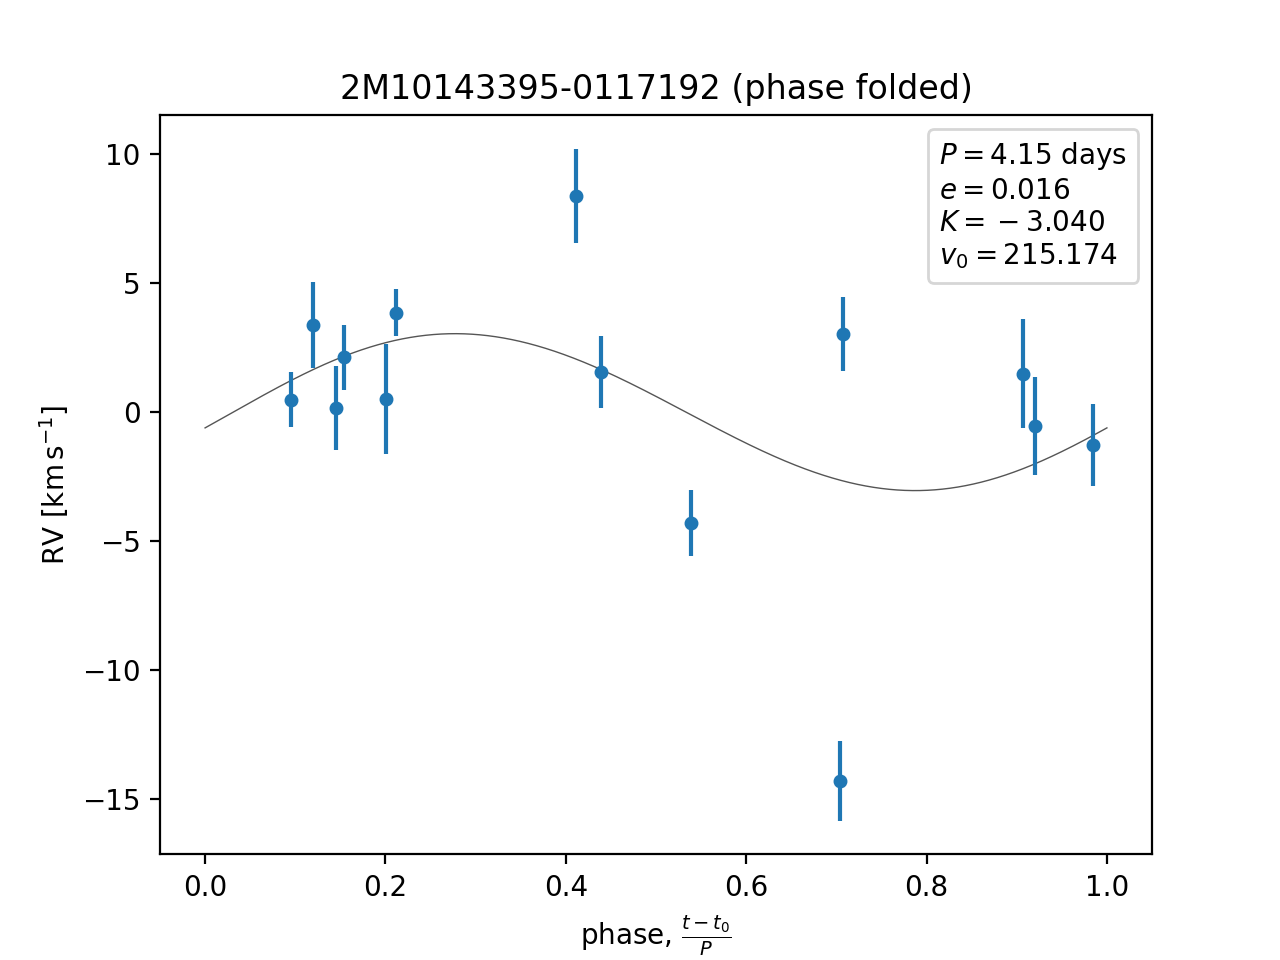 2M10143395-0117192 (phase folded)
P = 4.15 days
e = 0.016
K = −3.040
v₀ = 215.174
10
5
0
−5
−10
−15
RV [km s⁻¹]
0.0 0.2 0.4 0.6 0.8 1.0
phase, (t − t₀)/P